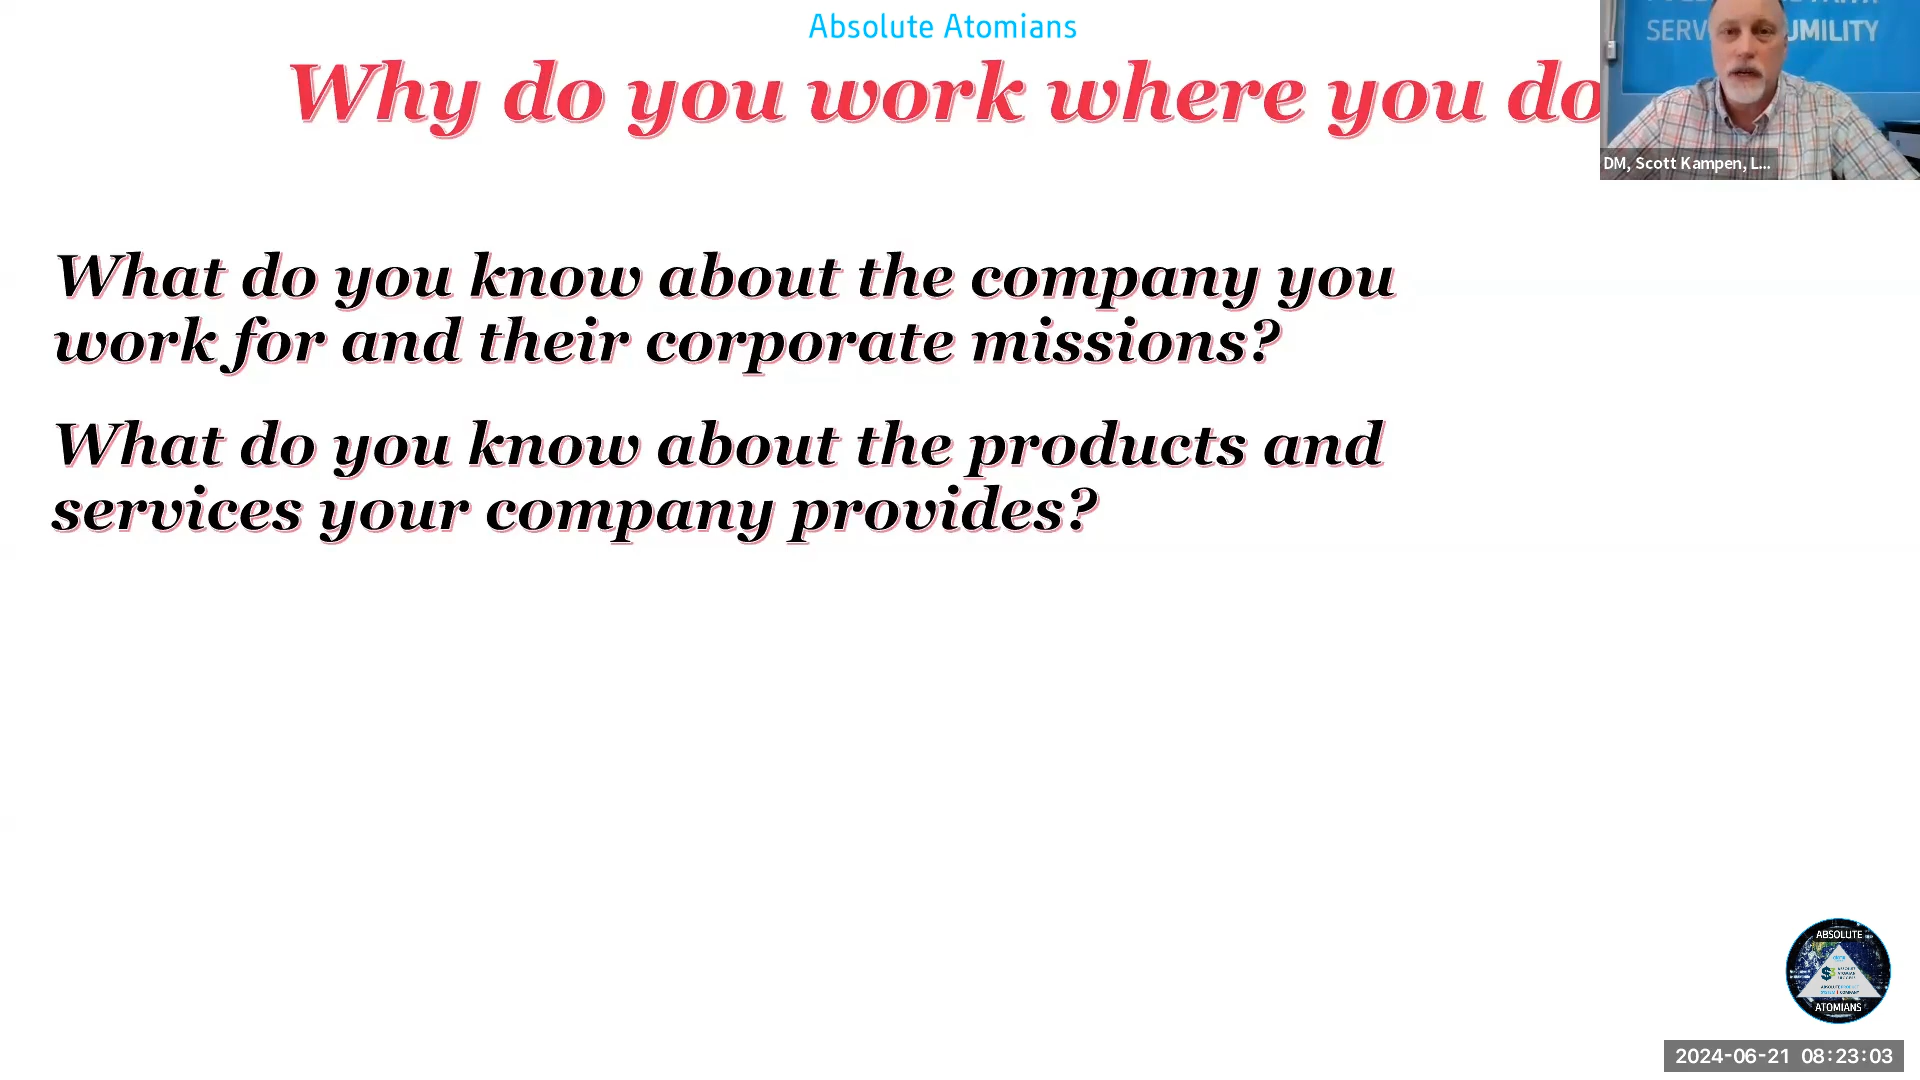 Absolute Atomians
Why do you work where you do
SERV UMILITY
DM, Scott Kampen, L...
What do you know about the company you
work for and their corporate missions?
What do you know about the products and
services your company provides?
ABSOLUTE
ATOMIANS
2024-06-21 08:23:03